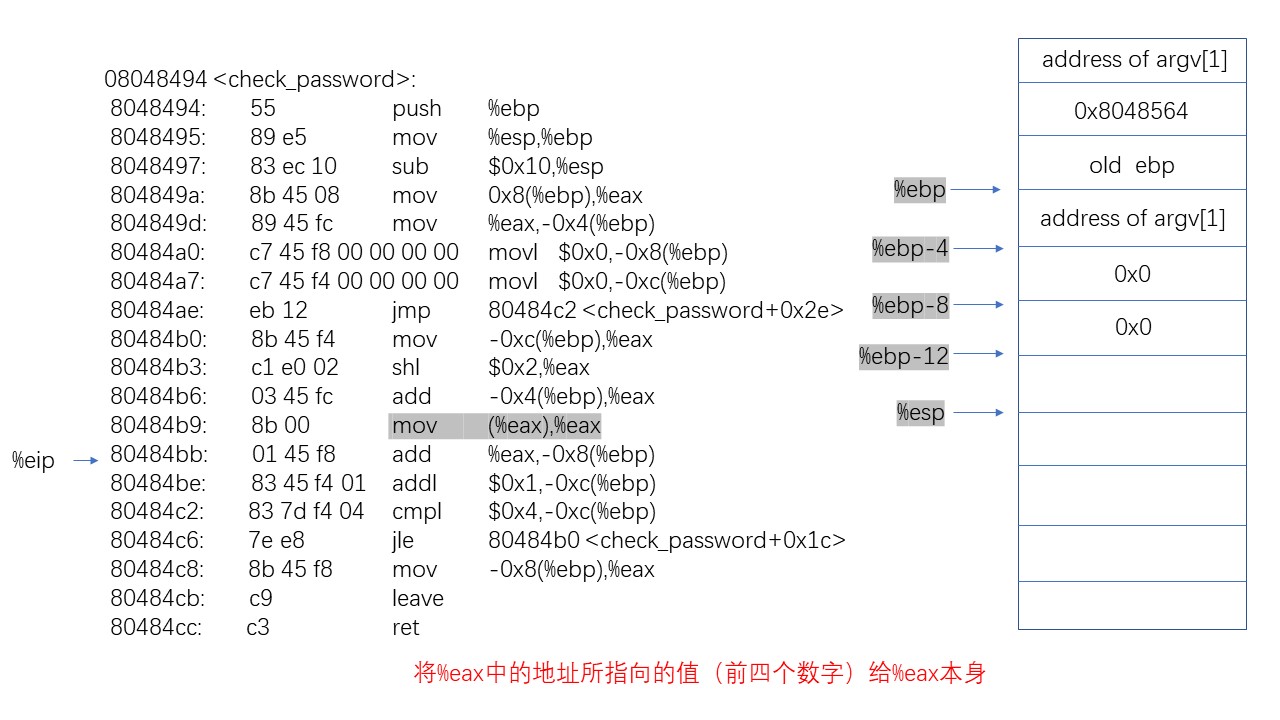 08048494 <check_password>:
8048494: 55 push %ebp
8048495: 89 e5 mov %esp,%ebp
8048497: 83 ec 10 sub $0x10,%esp
804849a: 8b 45 08 mov 0x8(%ebp),%eax
804849d: 89 45 fc mov %eax,-0x4(%ebp)
80484a0: c7 45 f8 00 00 00 00 movl $0x0,-0x8(%ebp)
80484a7: c7 45 f4 00 00 00 00 movl $0x0,-0xc(%ebp)
80484ae: eb 12 jmp 80484c2 <check_password+0x2e>
80484b0: 8b 45 f4 mov -0xc(%ebp),%eax
80484b3: c1 e0 02 shl $0x2,%eax
80484b6: 03 45 fc add -0x4(%ebp),%eax
80484b9: 8b 00 mov (%eax),%eax
80484bb: 01 45 f8 add %eax,-0x8(%ebp)
80484be: 83 45 f4 01 addl $0x1,-0xc(%ebp)
80484c2: 83 7d f4 04 cmpl $0x4,-0xc(%ebp)
80484c6: 7e e8 jle 80484b0 <check_password+0x1c>
80484c8: 8b 45 f8 mov -0x8(%ebp),%eax
80484cb: c9 leave
80484cc: c3 ret
%eip
%ebp
%ebp-4
%ebp-8
%ebp-12
%esp
address of argv[1]
0x8048564
old ebp
address of argv[1]
0x0
0x0
将%eax中的地址所指向的值（前四个数字）给%eax本身